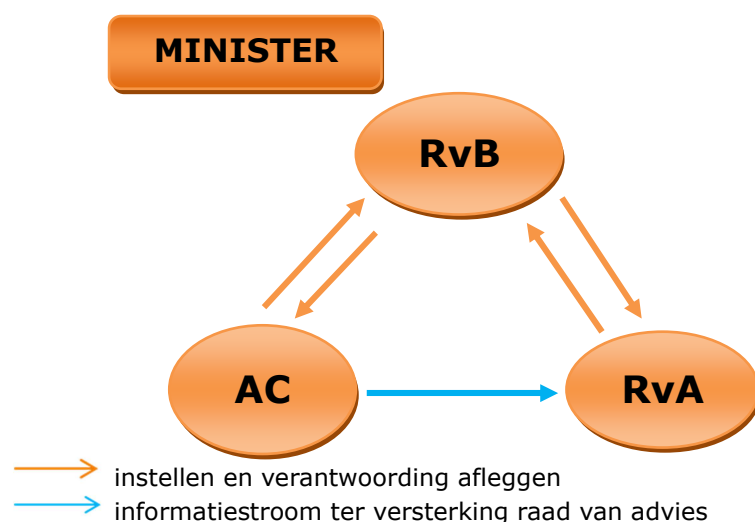 MINISTER
RvB
AC
RvA
instellen en verantwoording afleggen
informatiestroom ter versterking raad van advies